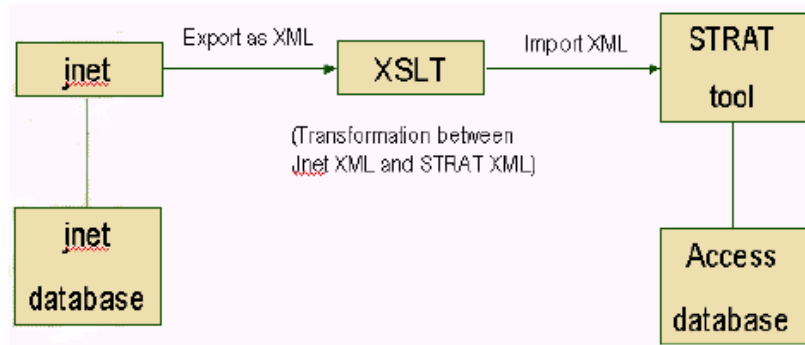 jnet
Export as XML
XSLT
Import XML
STRAT
tool
(Transformation between
Jnet XML and STRAT XML)
jnet
database
Access
database